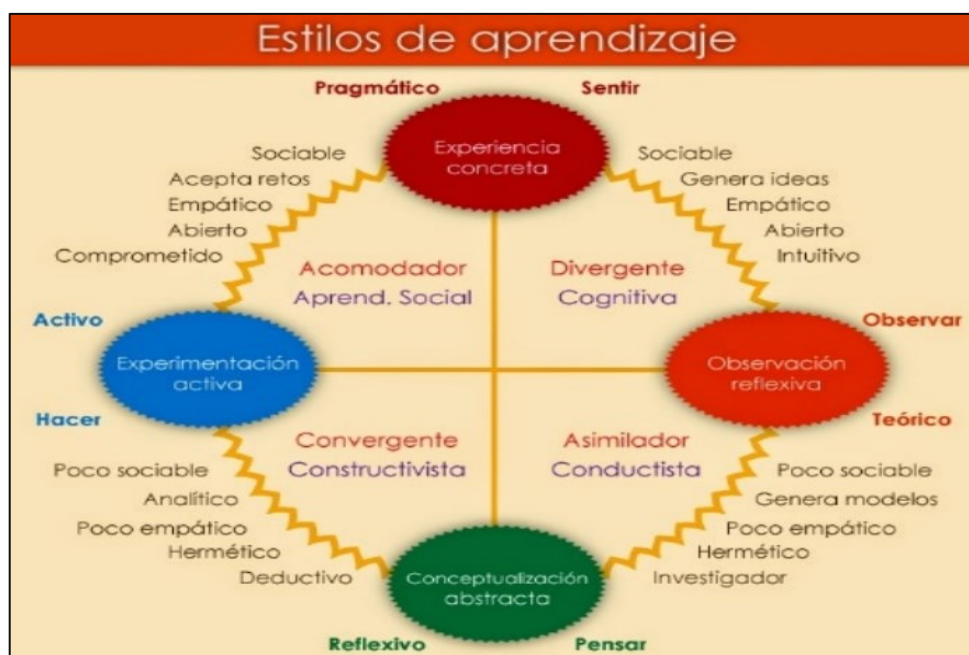 Estilos de aprendizaje
Pragmático
Sentir
Experiencia
concreta
Sociable
Acepta retos
Empático
Abierto
Comprometido
Sociable
Genera ideas
Empático
Abierto
Intuitivo
Acomodador
Aprend. Social
Divergente
Cognitiva
Activo
Experimentación
activa
Hacer
Observar
Observación
reflexiva
Teórico
Convergente
Constructivista
Asimilador
Conductista
Poco sociable
Analítico
Poco empático
Hermético
Deductivo
Poco sociable
Genera modelos
Poco empático
Hermético
Investigador
Conceptualización
abstracta
Reflexivo
Pensar